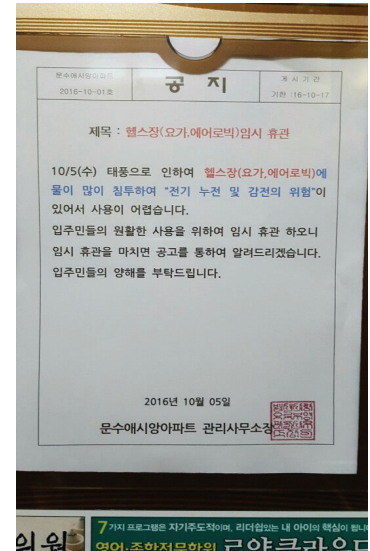 문수애시앙아파트
2016-10-01호
공 지
게 시 기 간
기한 :16-10-17
제목 : 헬스장(요가,에어로빅)임시 휴관
10/5(수) 태풍으로 인하여 헬스장(요가,에어로빅)에
물이 많이 침투하여 “전기 누전 및 감전의 위험”이
있어서 사용이 어렵습니다.
입주민들의 원활한 사용을 위하여 임시 휴관 하오니
임시 휴관을 마치면 공고를 통하여 알려드리겠습니다.
입주민들의 양해를 부탁드립니다.
2016년 10월 05일
문수애시앙아파트 관리사무소장
7가지 프로그램은 자기주도적이며, 리더쉽있는 내 아이의 핵심이 됩니
의원
영어·종합전문학원 로얄클라우드